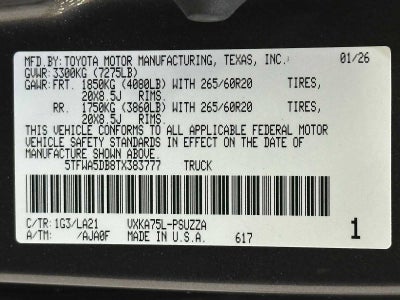 MFD.BY: TOYOTA MOTOR MANUFACTURING, TEXAS, INC. 01/26
GVWR: 3300KG (7275LB)
GAWR: FRT. 1850KG (4080LB) WITH 265/60R20 TIRES,
20X8.5J RIMS.
RR. 1750KG (3860LB) WITH 265/60R20 TIRES,
20X8.5J RIMS.
THIS VEHICLE CONFORMS TO ALL APPLICABLE FEDERAL MOTOR
VEHICLE SAFETY STANDARDS IN EFFECT ON THE DATE OF
MANUFACTURE SHOWN ABOVE.
5TFWA5DB8TX383777 TRUCK
C/TR: 1G3/LA21 VXKA75L-PSUZZA
A/TM: /AJA0F MADE IN U.S.A. 617 1